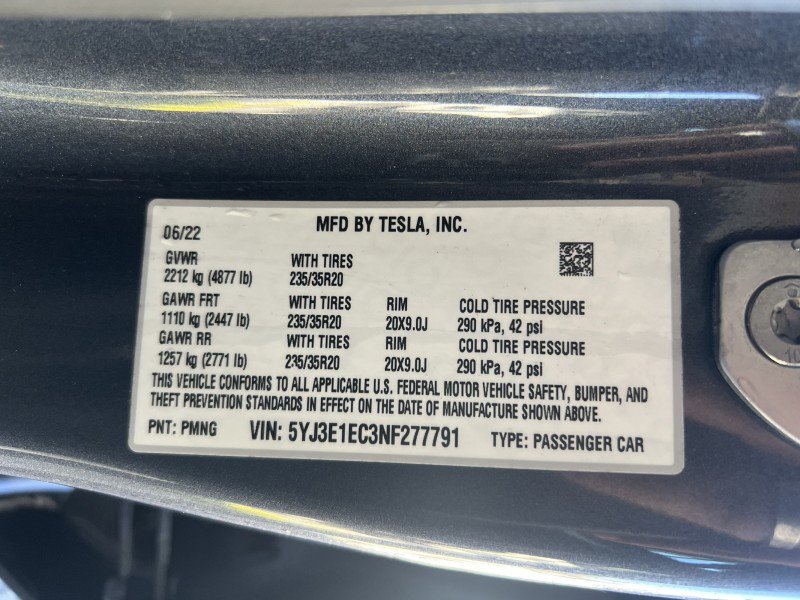 MFD BY TESLA, INC.
06/22
GVWR WITH TIRES
2212 kg (4877 lb) 235/35R20
GAWR FRT WITH TIRES RIM COLD TIRE PRESSURE
1110 kg (2447 lb) 235/35R20 20X9.0J 290 kPa, 42 psi
GAWR RR WITH TIRES RIM COLD TIRE PRESSURE
1257 kg (2771 lb) 235/35R20 20X9.0J 290 kPa, 42 psi
THIS VEHICLE CONFORMS TO ALL APPLICABLE U.S. FEDERAL MOTOR VEHICLE SAFETY, BUMPER, AND
THEFT PREVENTION STANDARDS IN EFFECT ON THE DATE OF MANUFACTURE SHOWN ABOVE.
PNT: PMNG VIN: 5YJ3E1EC3NF277791 TYPE: PASSENGER CAR